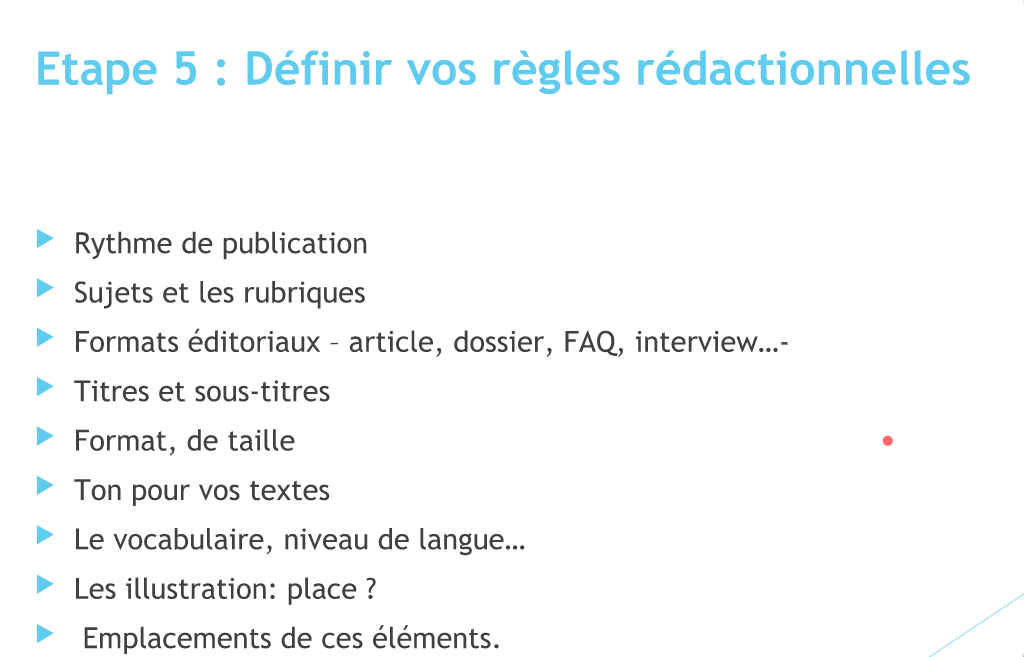 Etape 5 : Définir vos règles rédactionnelles
Rythme de publication
Sujets et les rubriques
Formats éditoriaux – article, dossier, FAQ, interview…-
Titres et sous-titres
Format, de taille
Ton pour vos textes
Le vocabulaire, niveau de langue…
Les illustration: place ?
Emplacements de ces éléments.